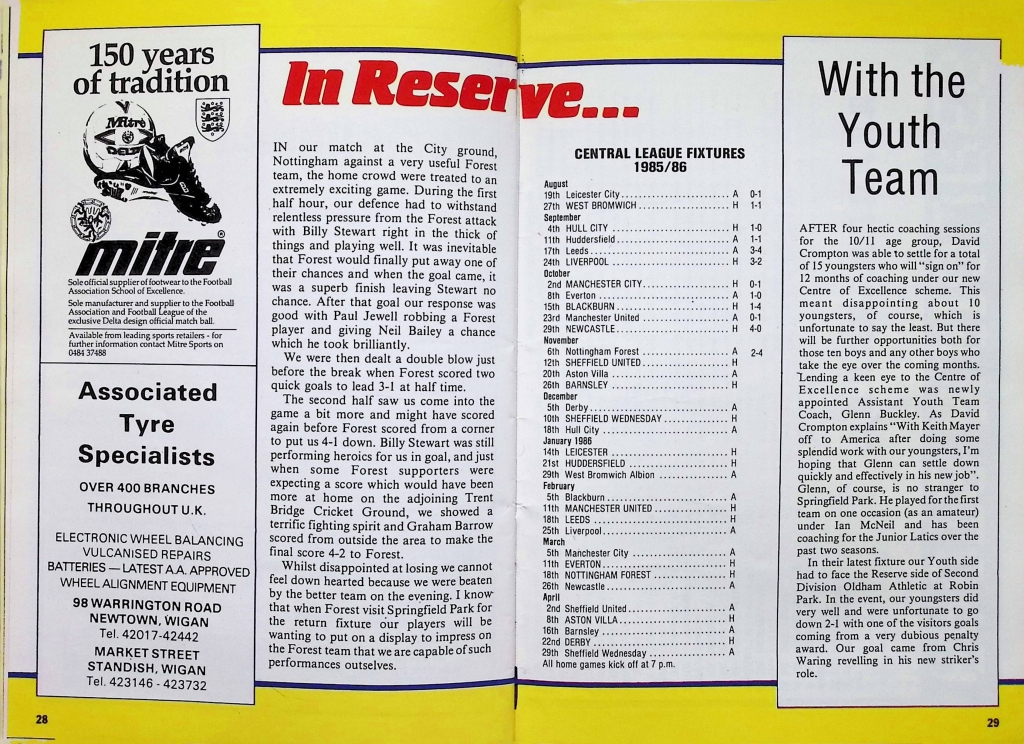 150 years
of tradition
Mitre
DELTA
mitre®
Sole official supplier of footwear to the Football
Association School of Excellence.
Sole manufacturer and supplier to the Football
Association and Football League of the
exclusive Delta design official match ball.
Available from leading sports retailers - for
further information contact Mitre Sports on
0484 37488
Associated
Tyre
Specialists
OVER 400 BRANCHES
THROUGHOUT U.K.
ELECTRONIC WHEEL BALANCING
VULCANISED REPAIRS
BATTERIES — LATEST A.A. APPROVED
WHEEL ALIGNMENT EQUIPMENT
98 WARRINGTON ROAD
NEWTOWN, WIGAN
Tel. 42017-42442
MARKET STREET
STANDISH, WIGAN
Tel. 423146 - 423732
28
In Reserve...
IN our match at the City ground,
Nottingham against a very useful Forest
team, the home crowd were treated to an
extremely exciting game. During the first
half hour, our defence had to withstand
relentless pressure from the Forest attack
with Billy Stewart right in the thick of
things and playing well. It was inevitable
that Forest would finally put away one of
their chances and when the goal came, it
was a superb finish leaving Stewart no
chance. After that goal our response was
good with Paul Jewell robbing a Forest
player and giving Neil Bailey a chance
which he took brilliantly.
We were then dealt a double blow just
before the break when Forest scored two
quick goals to lead 3-1 at half time.
The second half saw us come into the
game a bit more and might have scored
again before Forest scored from a corner
to put us 4-1 down. Billy Stewart was still
performing heroics for us in goal, and just
when some Forest supporters were
expecting a score which would have been
more at home on the adjoining Trent
Bridge Cricket Ground, we showed a
terrific fighting spirit and Graham Barrow
scored from outside the area to make the
final score 4-2 to Forest.
Whilst disappointed at losing we cannot
feel down hearted because we were beaten
by the better team on the evening. I know
that when Forest visit Springfield Park for
the return fixture our players will be
wanting to put on a display to impress on
the Forest team that we are capable of such
performances outselves.
CENTRAL LEAGUE FIXTURES
1985/86
August
19th Leicester City A 0-1
27th WEST BROMWICH H 1-1
September
4th HULL CITY H 1-0
11th Huddersfield A 1-1
17th Leeds A 3-4
24th LIVERPOOL H 3-2
October
2nd MANCHESTER CITY H 0-1
8th Everton A 1-0
15th BLACKBURN H 1-4
23rd Manchester United A 0-1
29th NEWCASTLE H 4-0
November
6th Nottingham Forest A 2-4
12th SHEFFIELD UNITED H
20th Aston Villa A
26th BARNSLEY H
December
5th Derby A
10th SHEFFIELD WEDNESDAY H
18th Hull City A
January 1986
14th LEICESTER H
21st HUDDERSFIELD H
29th West Bromwich Albion A
February
5th Blackburn A
11th MANCHESTER UNITED H
18th LEEDS H
25th Liverpool A
March
5th Manchester City A
11th EVERTON H
18th NOTTINGHAM FOREST H
26th Newcastle A
April
2nd Sheffield United A
8th ASTON VILLA H
16th Barnsley A
22nd DERBY H
29th Sheffield Wednesday A
All home games kick off at 7 p.m.
With the
Youth
Team
AFTER four hectic coaching sessions
for the 10/11 age group, David
Crompton was able to settle for a total
of 15 youngsters who will "sign on" for
12 months of coaching under our new
Centre of Excellence scheme. This
meant disappointing about 10
youngsters, of course, which is
unfortunate to say the least. But there
will be further opportunities both for
those ten boys and any other boys who
take the eye over the coming months.
Lending a keen eye to the Centre of
Excellence scheme was newly
appointed Assistant Youth Team
Coach, Glenn Buckley. As David
Crompton explains "With Keith Mayer
off to America after doing some
splendid work with our youngsters, I'm
hoping that Glenn can settle down
quickly and effectively in his new job".
Glenn, of course, is no stranger to
Springfield Park. He played for the first
team on one occasion (as an amateur)
under Ian McNeil and has been
coaching for the Junior Latics over the
past two seasons.
In their latest fixture our Youth side
had to face the Reserve side of Second
Division Oldham Athletic at Robin
Park. In the event, our youngsters did
very well and were unfortunate to go
down 2-1 with one of the visitors goals
coming from a very dubious penalty
award. Our goal came from Chris
Waring revelling in his new striker's
role.
29